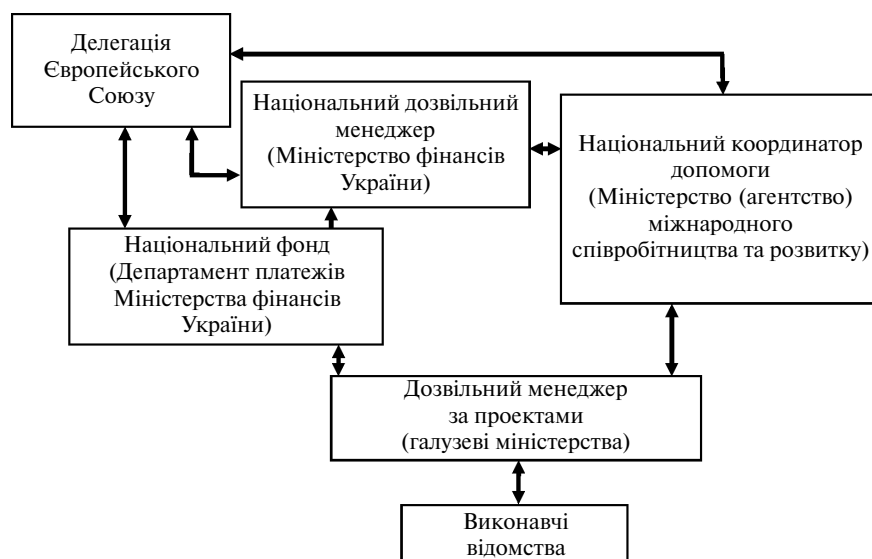 Делегація
Європейського
Союзу
Національний дозвільний
менеджер
(Міністерство фінансів
України)
Національний координатор
допомоги
(Міністерство (агентство)
міжнародного
співробітництва та розвитку)
Національний фонд
(Департамент платежів
Міністерства фінансів
України)
Дозвільний менеджер
за проектами
(галузеві міністерства)
Виконавчі
відомства